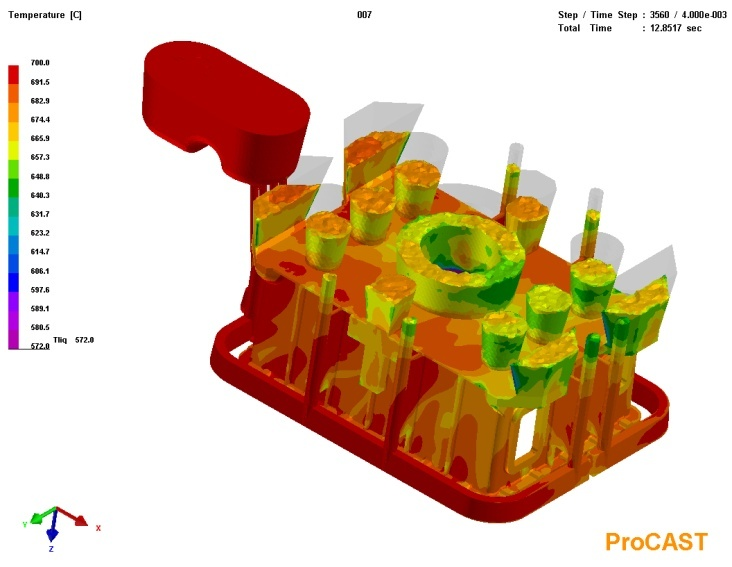 Temperature [C]
007
Step / Time Step : 3560 / 4.000e-003
Total Time : 12.8517 sec
700.0
691.5
682.9
674.4
665.9
657.3
648.8
640.3
631.7
623.2
614.7
606.1
597.6
589.1
580.5
572.0 Tliq 572.0
Y
X
Z
ProCAST